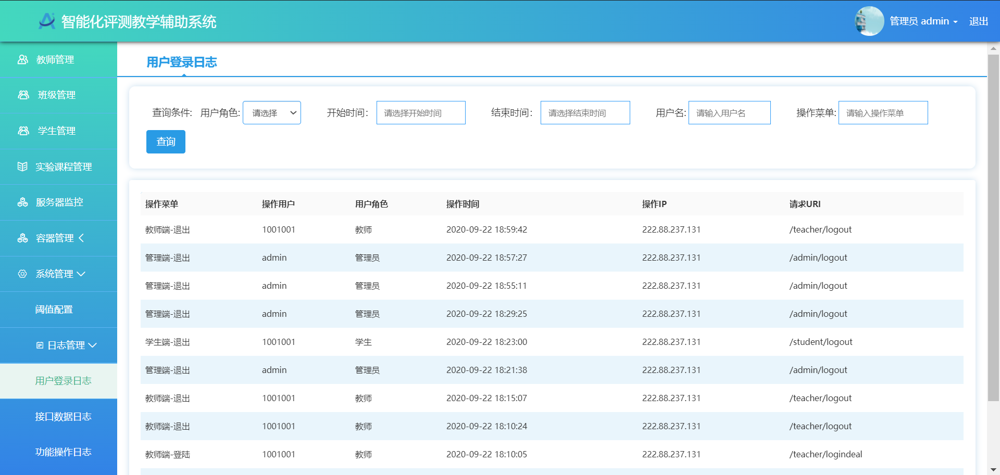 智能化评测教学辅助系统
管理员 admin 退出
教师管理
班级管理
学生管理
实验课程管理
服务器监控
容器管理
系统管理
阈值配置
日志管理
用户登录日志
接口数据日志
功能操作日志
用户登录日志
查询条件: 用户角色: 请选择 开始时间: 请选择开始时间 结束时间: 请选择结束时间 用户名: 请输入用户名 操作菜单: 请输入操作菜单
查询
操作菜单 操作用户 用户角色 操作时间 操作IP 请求URI
教师端-退出 1001001 教师 2020-09-22 18:59:42 222.88.237.131 /teacher/logout
管理端-退出 admin 管理员 2020-09-22 18:57:27 222.88.237.131 /admin/logout
管理端-退出 admin 管理员 2020-09-22 18:55:11 222.88.237.131 /admin/logout
管理端-退出 admin 管理员 2020-09-22 18:29:25 222.88.237.131 /admin/logout
学生端-退出 1001001 学生 2020-09-22 18:23:00 222.88.237.131 /student/logout
管理端-退出 admin 管理员 2020-09-22 18:21:38 222.88.237.131 /admin/logout
教师端-退出 1001001 教师 2020-09-22 18:15:07 222.88.237.131 /teacher/logout
教师端-退出 1001001 教师 2020-09-22 18:10:24 222.88.237.131 /teacher/logout
教师端-登陆 1001001 教师 2020-09-22 18:10:05 222.88.237.131 /teacher/logindeal